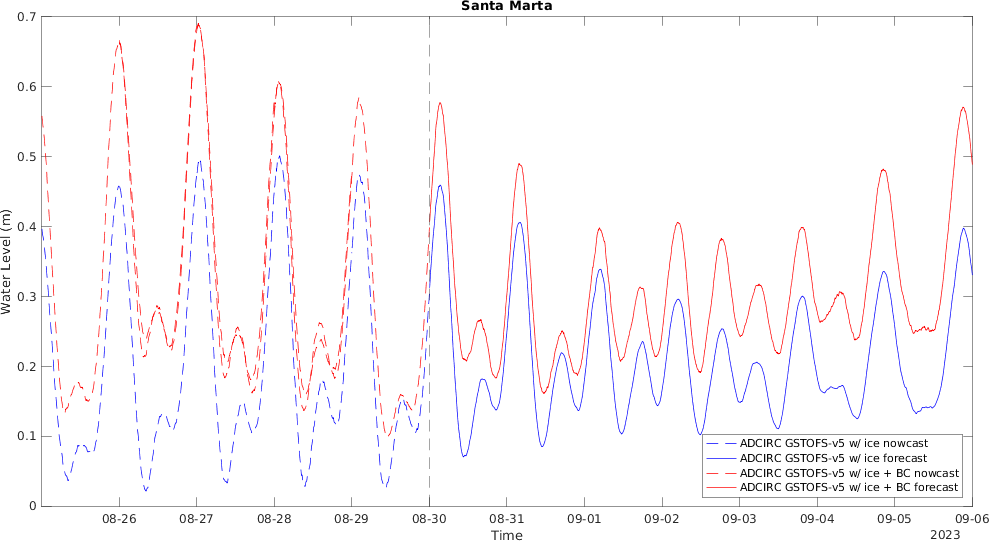 Santa Marta
Water Level (m)
0.7
0.6
0.5
0.4
0.3
0.2
0.1
0
08-26 08-27 08-28 08-29 08-30 08-31 09-01 09-02 09-03 09-04 09-05 09-06
Time
2023
ADCIRC GSTOFS-v5 w/ ice nowcast
ADCIRC GSTOFS-v5 w/ ice forecast
ADCIRC GSTOFS-v5 w/ ice + BC nowcast
ADCIRC GSTOFS-v5 w/ ice + BC forecast